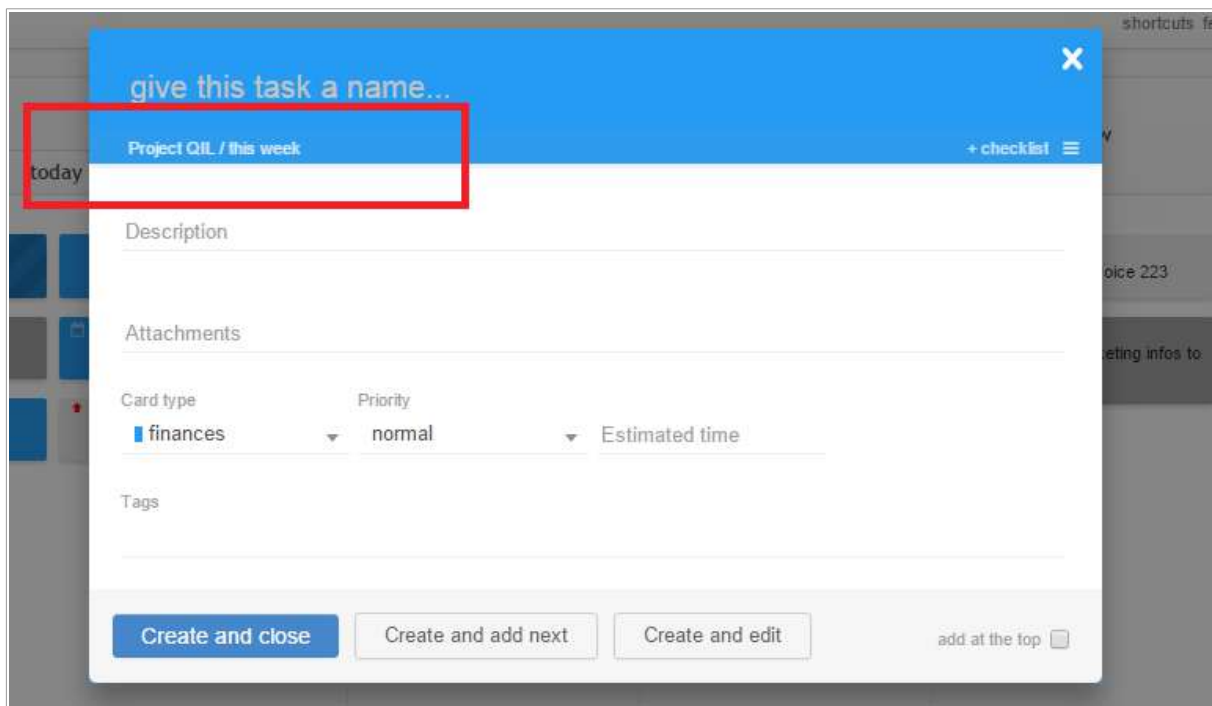 shortcuts
give this task a name...
Project QIL / this week
+ checklist
today
Description
oice 223
Attachments
eting infos to
Card type
Priority
finances
normal
Estimated time
Tags
Create and close
Create and add next
Create and edit
add at the top